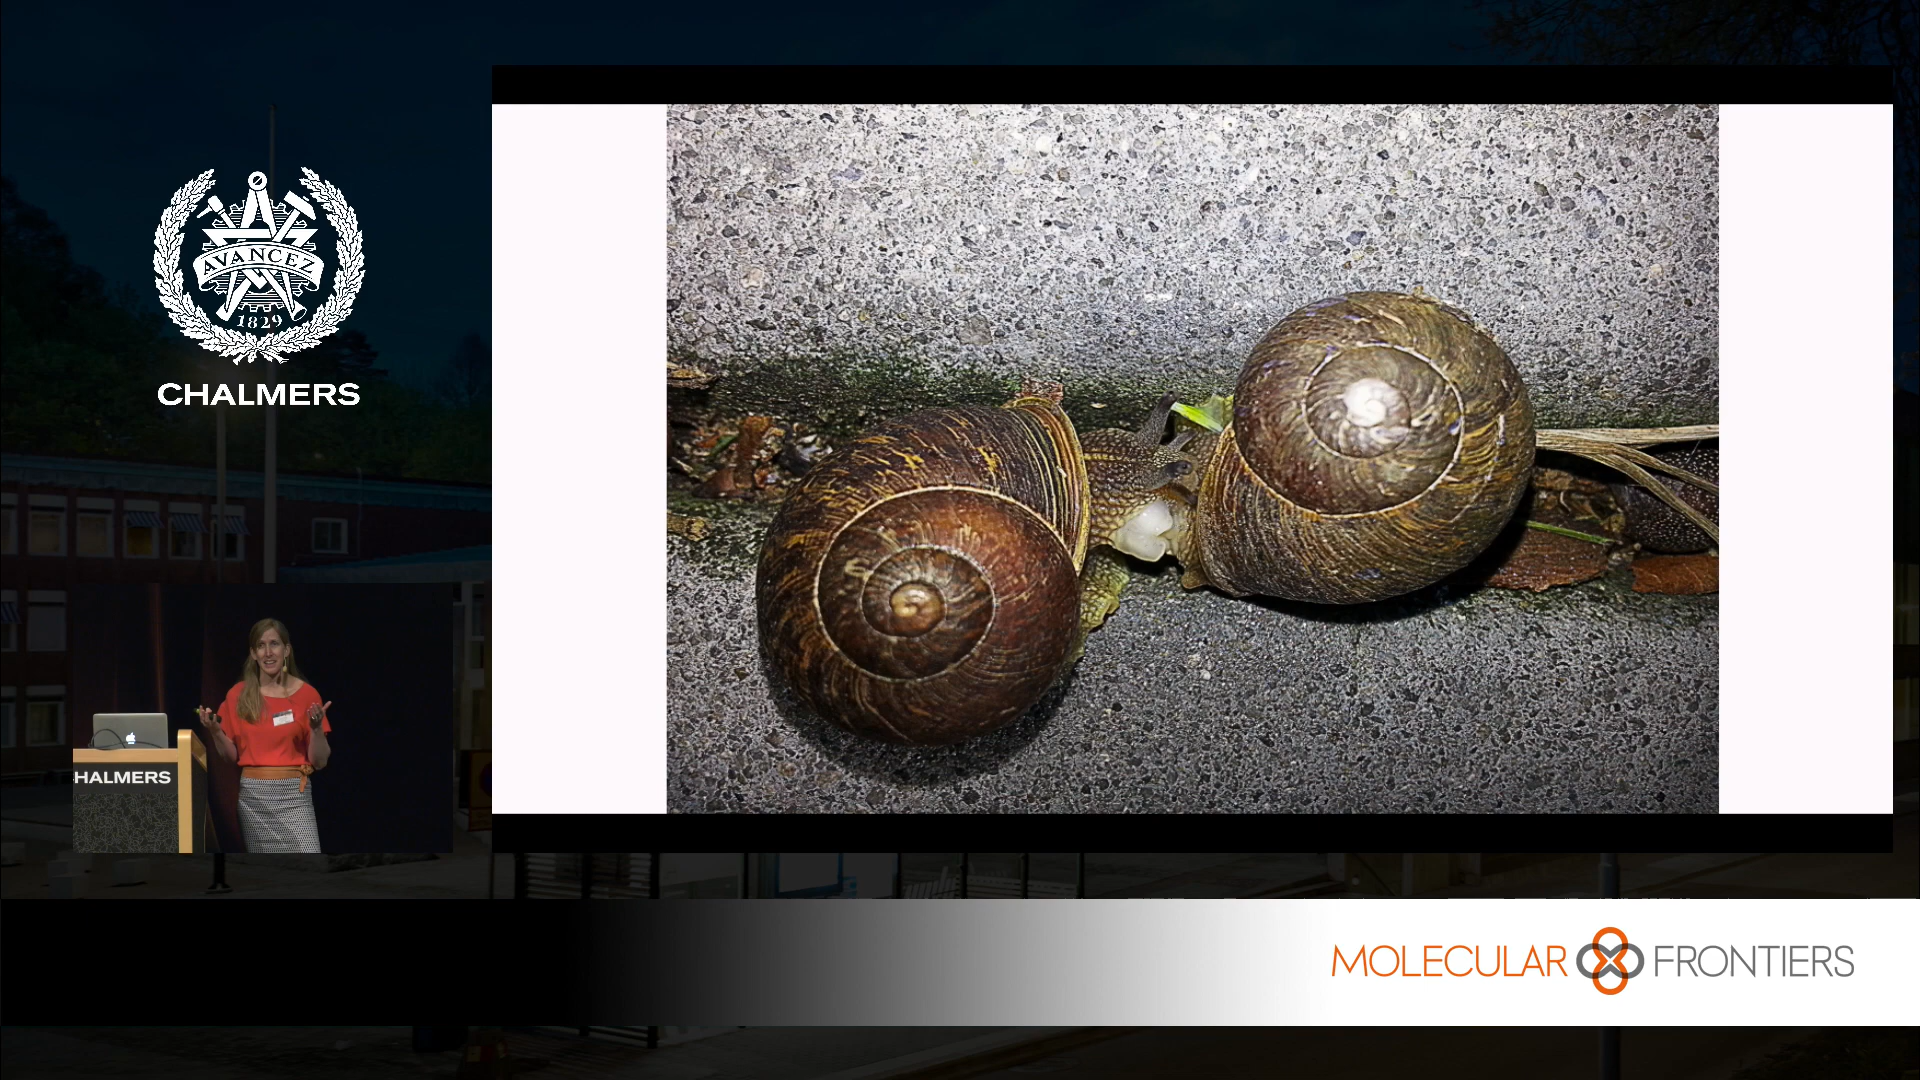 AVANCEZ
1829
CHALMERS
HALMERS
MOLECULAR FRONTIERS